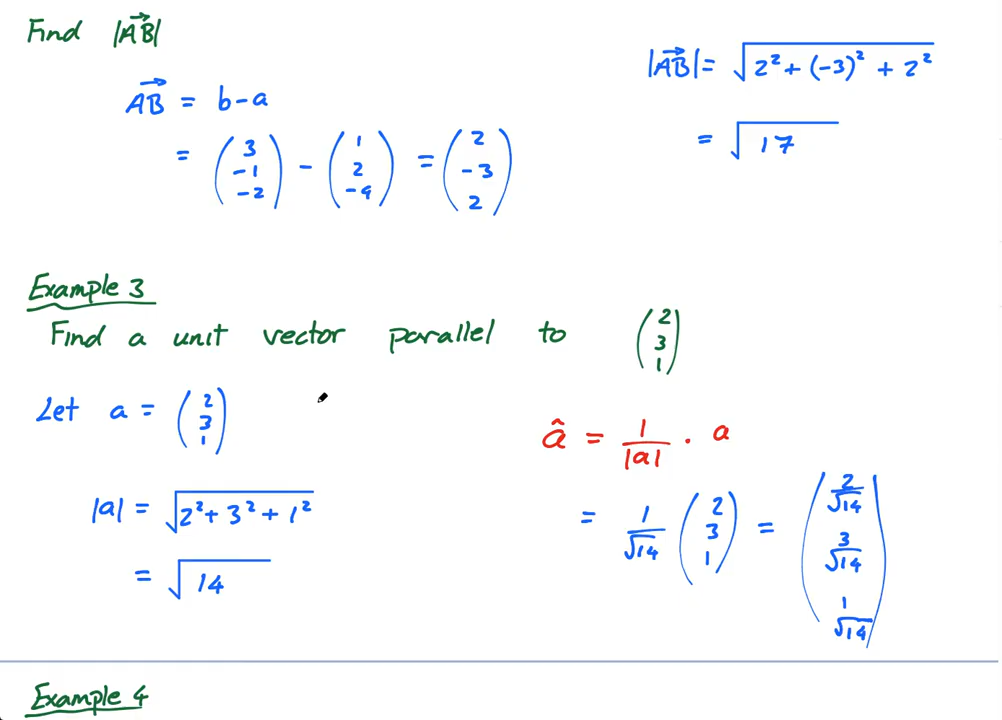 Find |AB⃗|
AB⃗ = b-a
= (3 -1 -2) - (1 2 -4) = (2 -3 2)
|AB⃗| = √2² + (-3)² + 2²
= √17
Example 3
Find a unit vector parallel to (2 3 1)
Let a = (2 3 1)
|a| = √2² + 3² + 1²
= √14
â = 1/|a| . a
= 1/√14 (2 3 1) = (2/√14 3/√14 1/√14)
Example 4